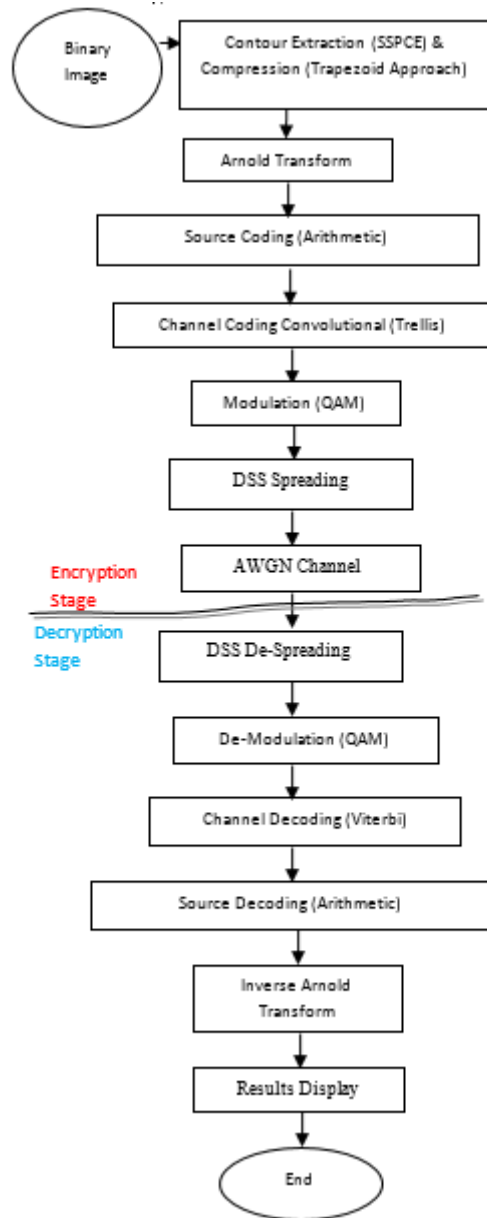 Binary
Image
Contour Extraction (SSPCE) &
Compression (Trapezoid Approach)
Arnold Transform
Source Coding (Arithmetic)
Channel Coding Convolutional (Trellis)
Modulation (QAM)
DSS Spreading
AWGN Channel
Encryption
Stage
Decryption
Stage
DSS De-Spreading
De-Modulation (QAM)
Channel Decoding (Viterbi)
Source Decoding (Arithmetic)
Inverse Arnold
Transform
Results Display
End